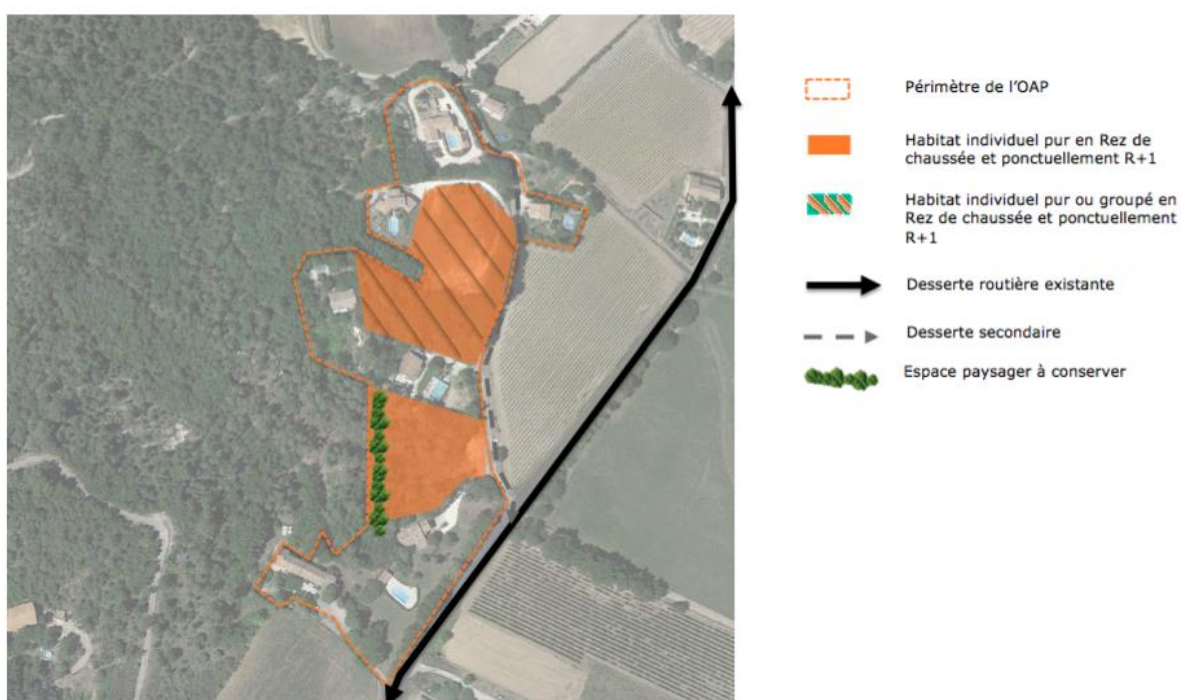 Périmètre de l'OAP
Habitat individuel pur en Rez de
chaussée et ponctuellement R+1
Habitat individuel pur ou groupé en
Rez de chaussée et ponctuellement
R+1
Desserte routière existante
Desserte secondaire
Espace paysager à conserver